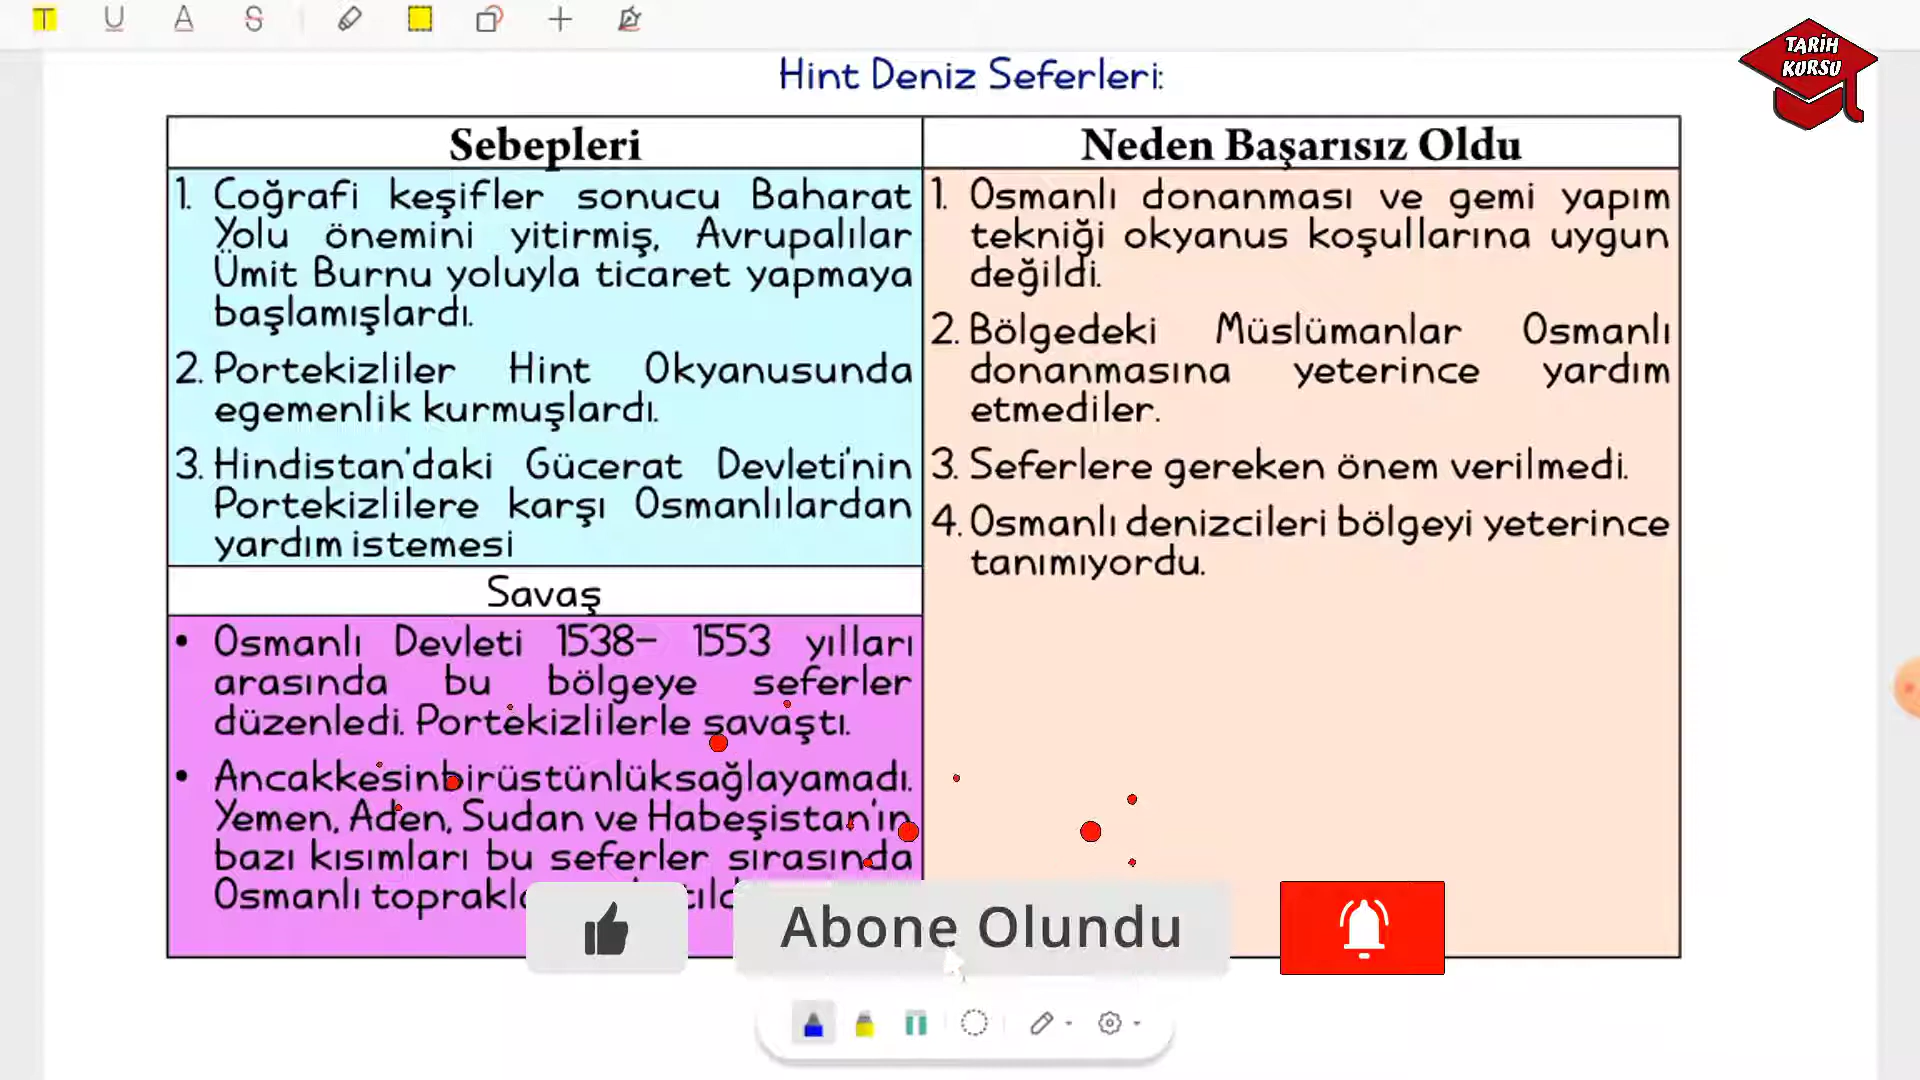 TARİH
KURSU
Hint Deniz Seferleri:
Sebepleri
1. Coğrafi keşifler sonucu Baharat
Yolu önemini yitirmiş, Avrupalılar
Ümit Burnu yoluyla ticaret yapmaya
başlamışlardı.
2. Portekizliler Hint Okyanusunda
egemenlik kurmuşlardı.
3. Hindistan'daki Gücerat Devleti'nin
Portekizlilere karşı Osmanlılardan
yardım istemesi
Savaş
• Osmanlı Devleti 1538– 1553 yılları
arasında bu bölgeye seferler
düzenledi. Portekizlilerle savaştı.
• Ancak kesin bir üstünlük sağlayamadı.
Yemen, Aden, Sudan ve Habeşistan'ın
bazı kısımları bu seferler sırasında
Osmanlı
Neden Başarısız Oldu
1. Osmanlı donanması ve gemi yapım
tekniği okyanus koşullarına uygun
değildi.
2. Bölgedeki Müslümanlar Osmanlı
donanmasına yeterince yardım
etmediler.
3. Seferlere gereken önem verilmedi.
4. Osmanlı denizcileri bölgeyi yeterince
tanımıyordu.
Abone Olundu